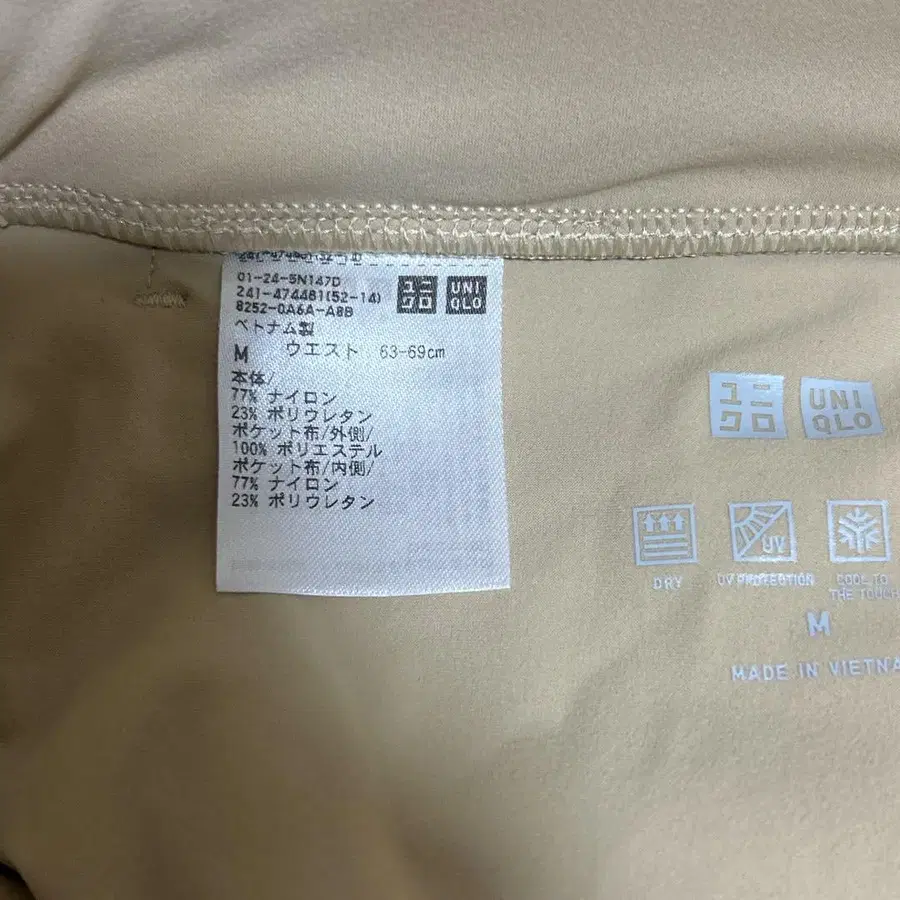 01-24-5N147D
241-474461(52-14)
8252-0A6A-A8B
ユニクロ
UNIQLO
ベトナム製
M ウエスト 63-69cm
本体/
77% ナイロン
23% ポリウレタン
ポケット布/外側/
100% ポリエステル
ポケット布/内側/
77% ナイロン
23% ポリウレタン
ユニクロ
UNIQLO
UV
DRY
UV PROTECTION
COOL TO
THE TOUCH
M
MADE IN VIETNA